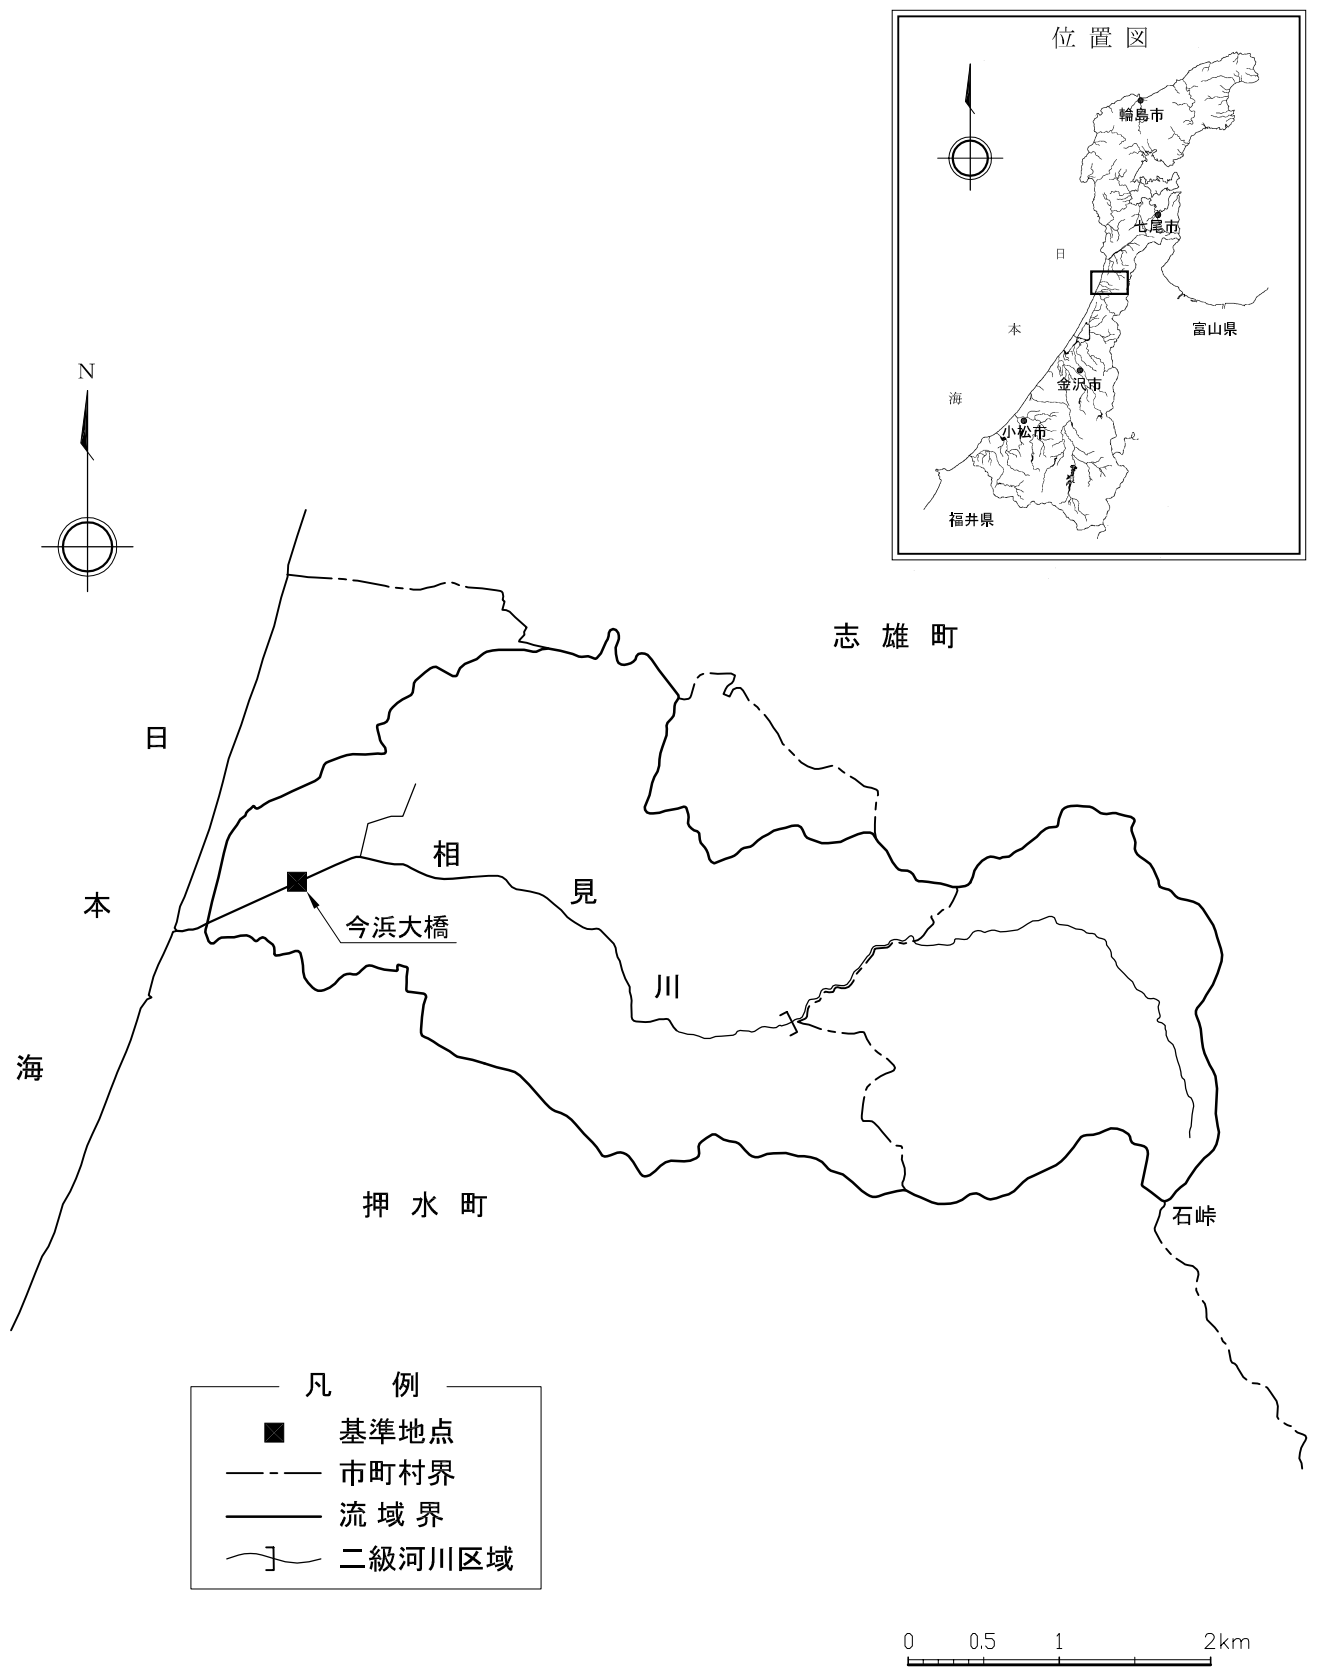 位置図
輪島市
七尾市
日
本
海
富山県
金沢市
小松市
福井県
N
志雄町
日
本
海
相
見
川
今浜大橋
押水町
石峠
凡 例
基準地点
市町村界
流域界
二級河川区域
0 0.5 1 2km